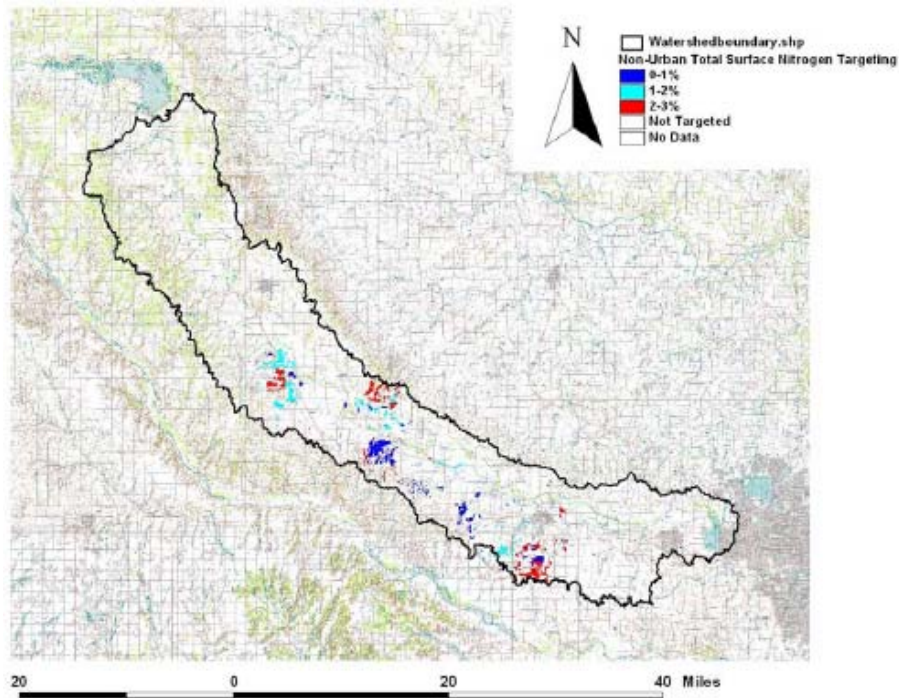 N
Watershedboundary.shp
Non-Urban Total Surface Nitrogen Targeting
0-1%
1-2%
2-3%
Not Targeted
No Data
20 0 20 40 Miles